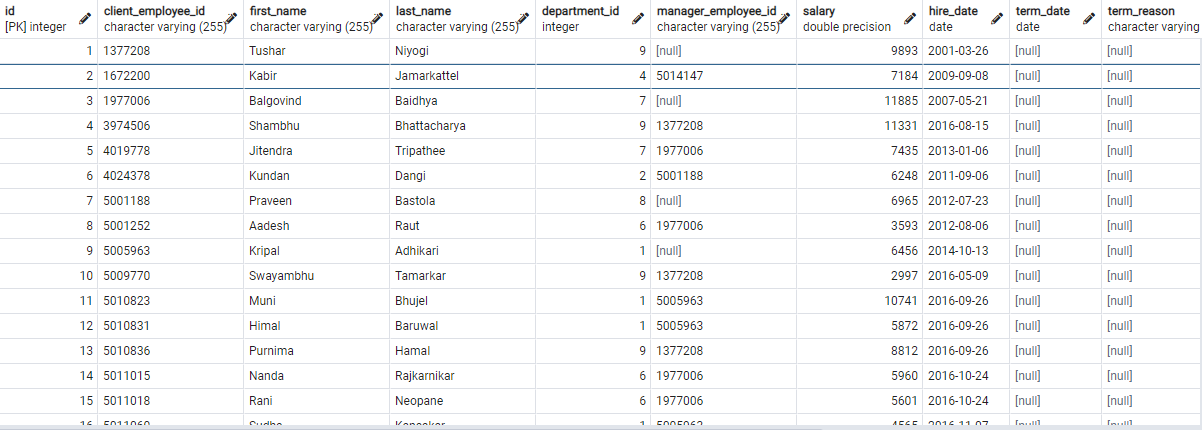 id client_employee_id first_name last_name department_id manager_employee_id salary hire_date term_date term_reason
[PK] integer character varying (255) character varying (255) character varying (255) integer character varying (255) double precision date date character varying
1 1377208 Tushar Niyogi 9 [null] 9893 2001-03-26 [null] [null]
2 1672200 Kabir Jamarkattel 4 5014147 7184 2009-09-08 [null] [null]
3 1977006 Balgovind Baidhya 7 [null] 11885 2007-05-21 [null] [null]
4 3974506 Shambhu Bhattacharya 9 1377208 11331 2016-08-15 [null] [null]
5 4019778 Jitendra Tripathee 7 1977006 7435 2013-01-06 [null] [null]
6 4024378 Kundan Dangi 2 5001188 6248 2011-09-06 [null] [null]
7 5001188 Praveen Bastola 8 [null] 6965 2012-07-23 [null] [null]
8 5001252 Aadesh Raut 6 1977006 3593 2012-08-06 [null] [null]
9 5005963 Kripal Adhikari 1 [null] 6456 2014-10-13 [null] [null]
10 5009770 Swayambhu Tamarkar 9 1377208 2997 2016-05-09 [null] [null]
11 5010823 Muni Bhujel 1 5005963 10741 2016-09-26 [null] [null]
12 5010831 Himal Baruwal 1 5005963 5872 2016-09-26 [null] [null]
13 5010836 Purnima Hamal 9 1377208 8812 2016-09-26 [null] [null]
14 5011015 Nanda Rajkarnikar 6 1977006 5960 2016-10-24 [null] [null]
15 5011018 Rani Neopane 6 1977006 5601 2016-10-24 [null] [null]